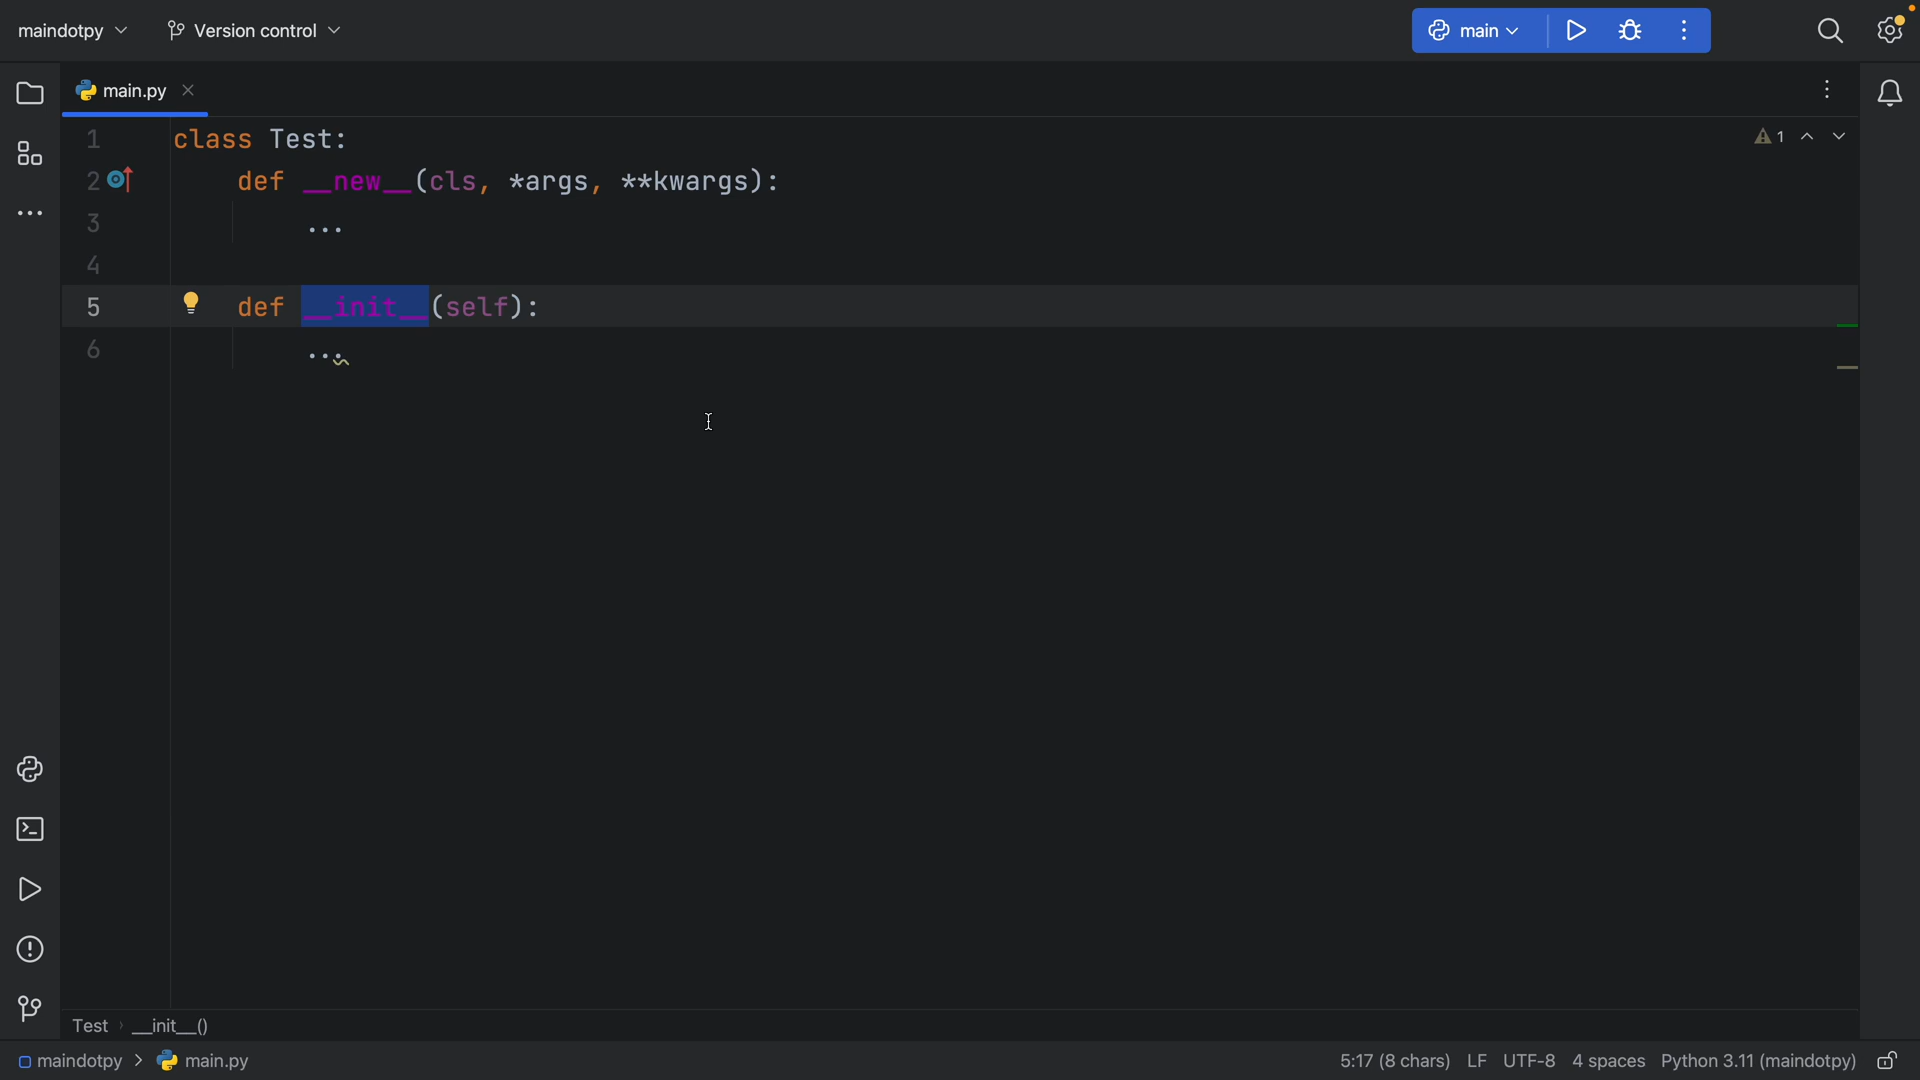 maindotpy Version control main
main.py
1 class Test: 1
2 def __new__(cls, *args, **kwargs):
3 ...
4
5 def __init__(self):
6 ...
Test › __init__()
maindotpy > main.py 5:17 (8 chars) LF UTF-8 4 spaces Python 3.11 (maindotpy)